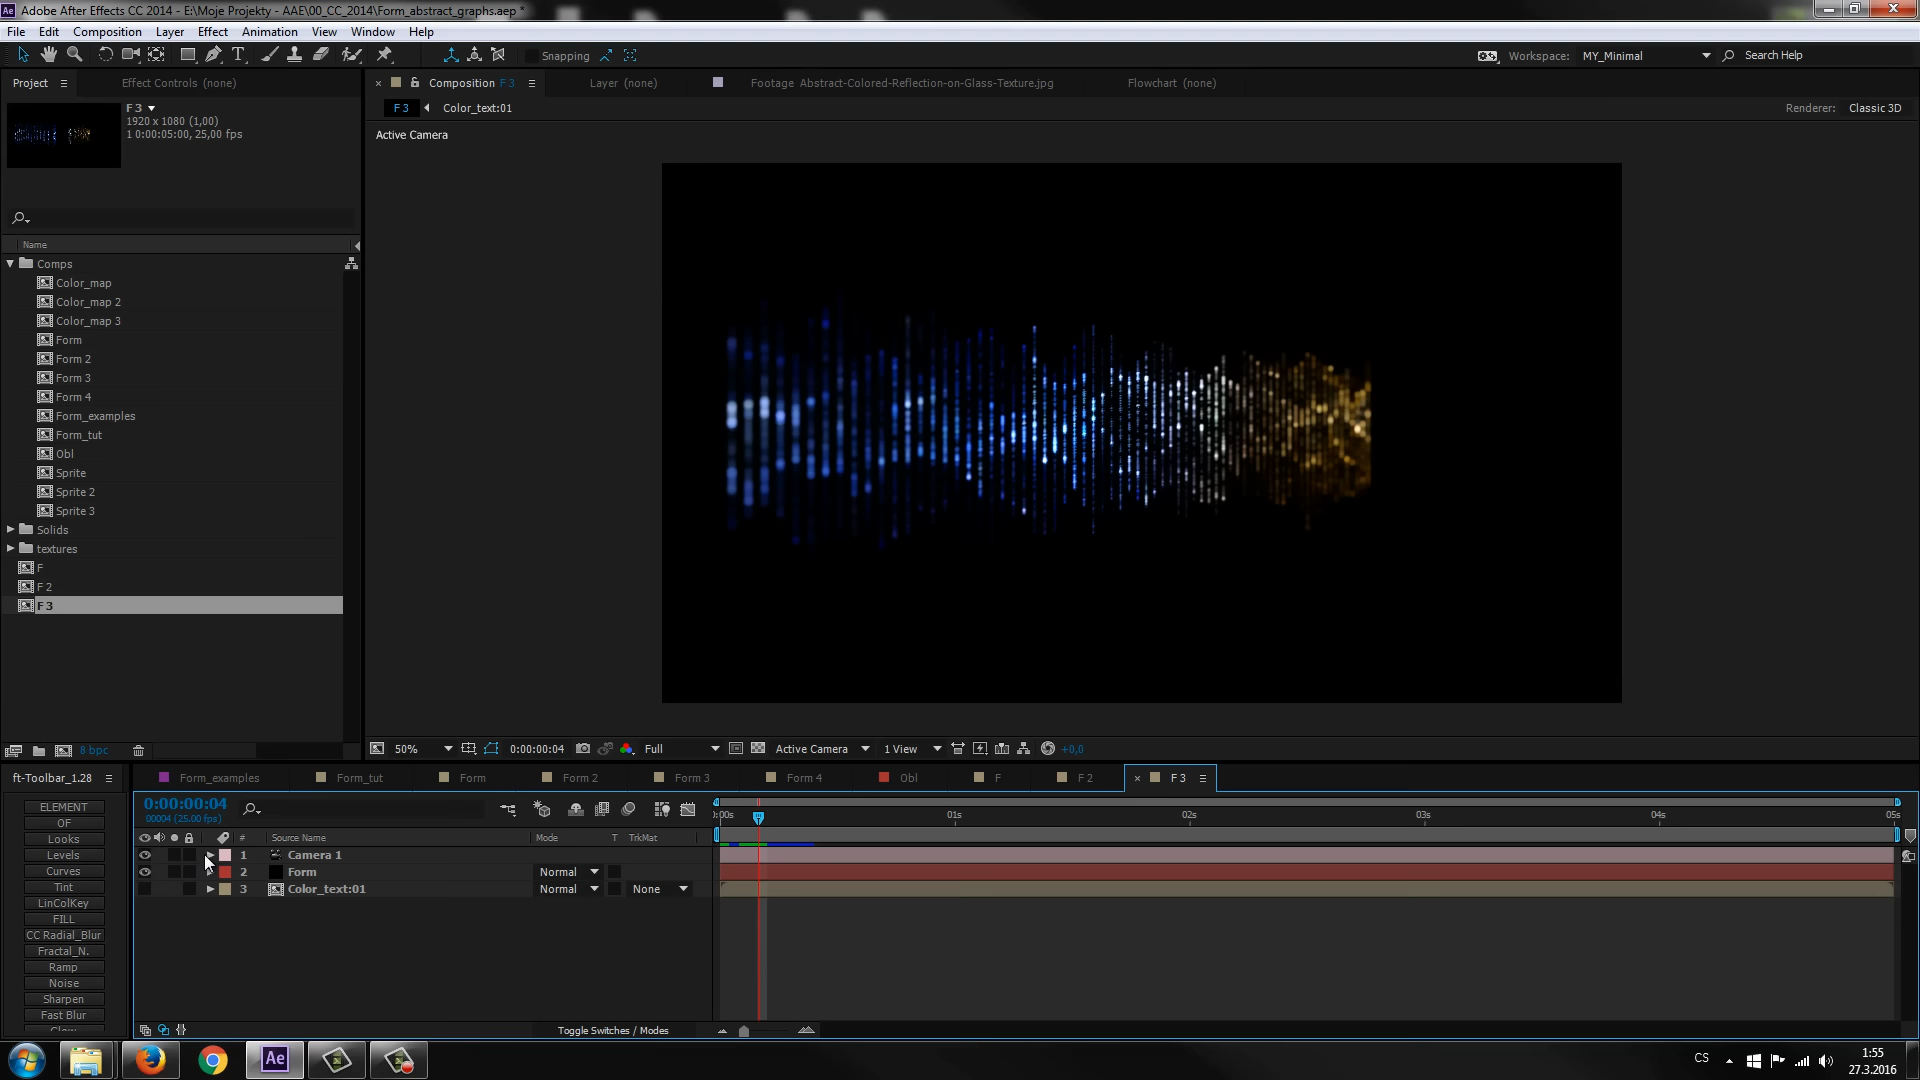 Adobe After Effects CC 2014 - E:\Moje Projekty - AAE\00_CC_2014\Form_abstract_graphs.aep *
File Edit Composition Layer Effect Animation View Window Help
Snapping
Workspace: MY_Minimal
Search Help
Project
Effect Controls (none)
Composition F 3
Layer (none)
Footage Abstract-Colored-Reflection-on-Glass-Texture.jpg
Flowchart (none)
F 3
1920 x 1080 (1,00)
1 0:00:05:00, 25,00 fps
F 3
Color_text:01
Renderer: Classic 3D
Active Camera
Name
Comps
Color_map
Color_map 2
Color_map 3
Form
Form 2
Form 3
Form 4
Form_examples
Form_tut
Obl
Sprite
Sprite 2
Sprite 3
Solids
textures
F
F 2
F 3
8 bpc
50%
0:00:00:04
Full
Active Camera
1 View
+0,0
ft-Toolbar_1.28
ELEMENT
OF
Looks
Levels
Curves
Tint
LinColKey
FILL
CC Radial_Blur
Fractal_N.
Ramp
Noise
Sharpen
Fast Blur
Glow
Form_examples
Form_tut
Form
Form 2
Form 3
Form 4
Obl
F
F 2
F 3
0:00:00:04
00004 (25.00 fps)
# Source Name Mode T TrkMat
1 Camera 1
2 Form Normal
3 Color_text:01 Normal None
:00s 01s 02s 03s 04s 05s
Toggle Switches / Modes
Ae
CS
1:55
27.3.2016